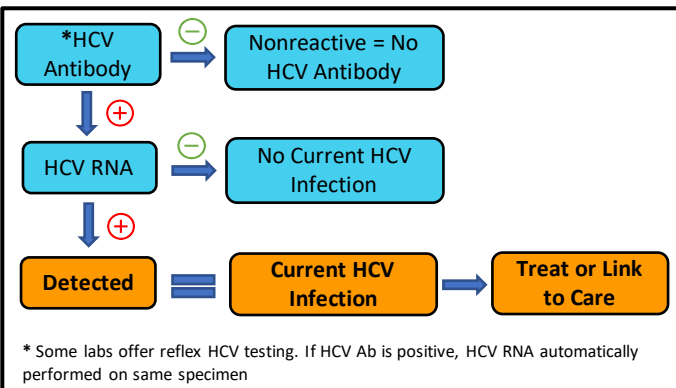 *HCV
Antibody
Nonreactive = No
HCV Antibody
HCV RNA
No Current HCV
Infection
Detected
Current HCV
Infection
Treat or Link
to Care
* Some labs offer reflex HCV testing. If HCV Ab is positive, HCV RNA automatically
performed on same specimen